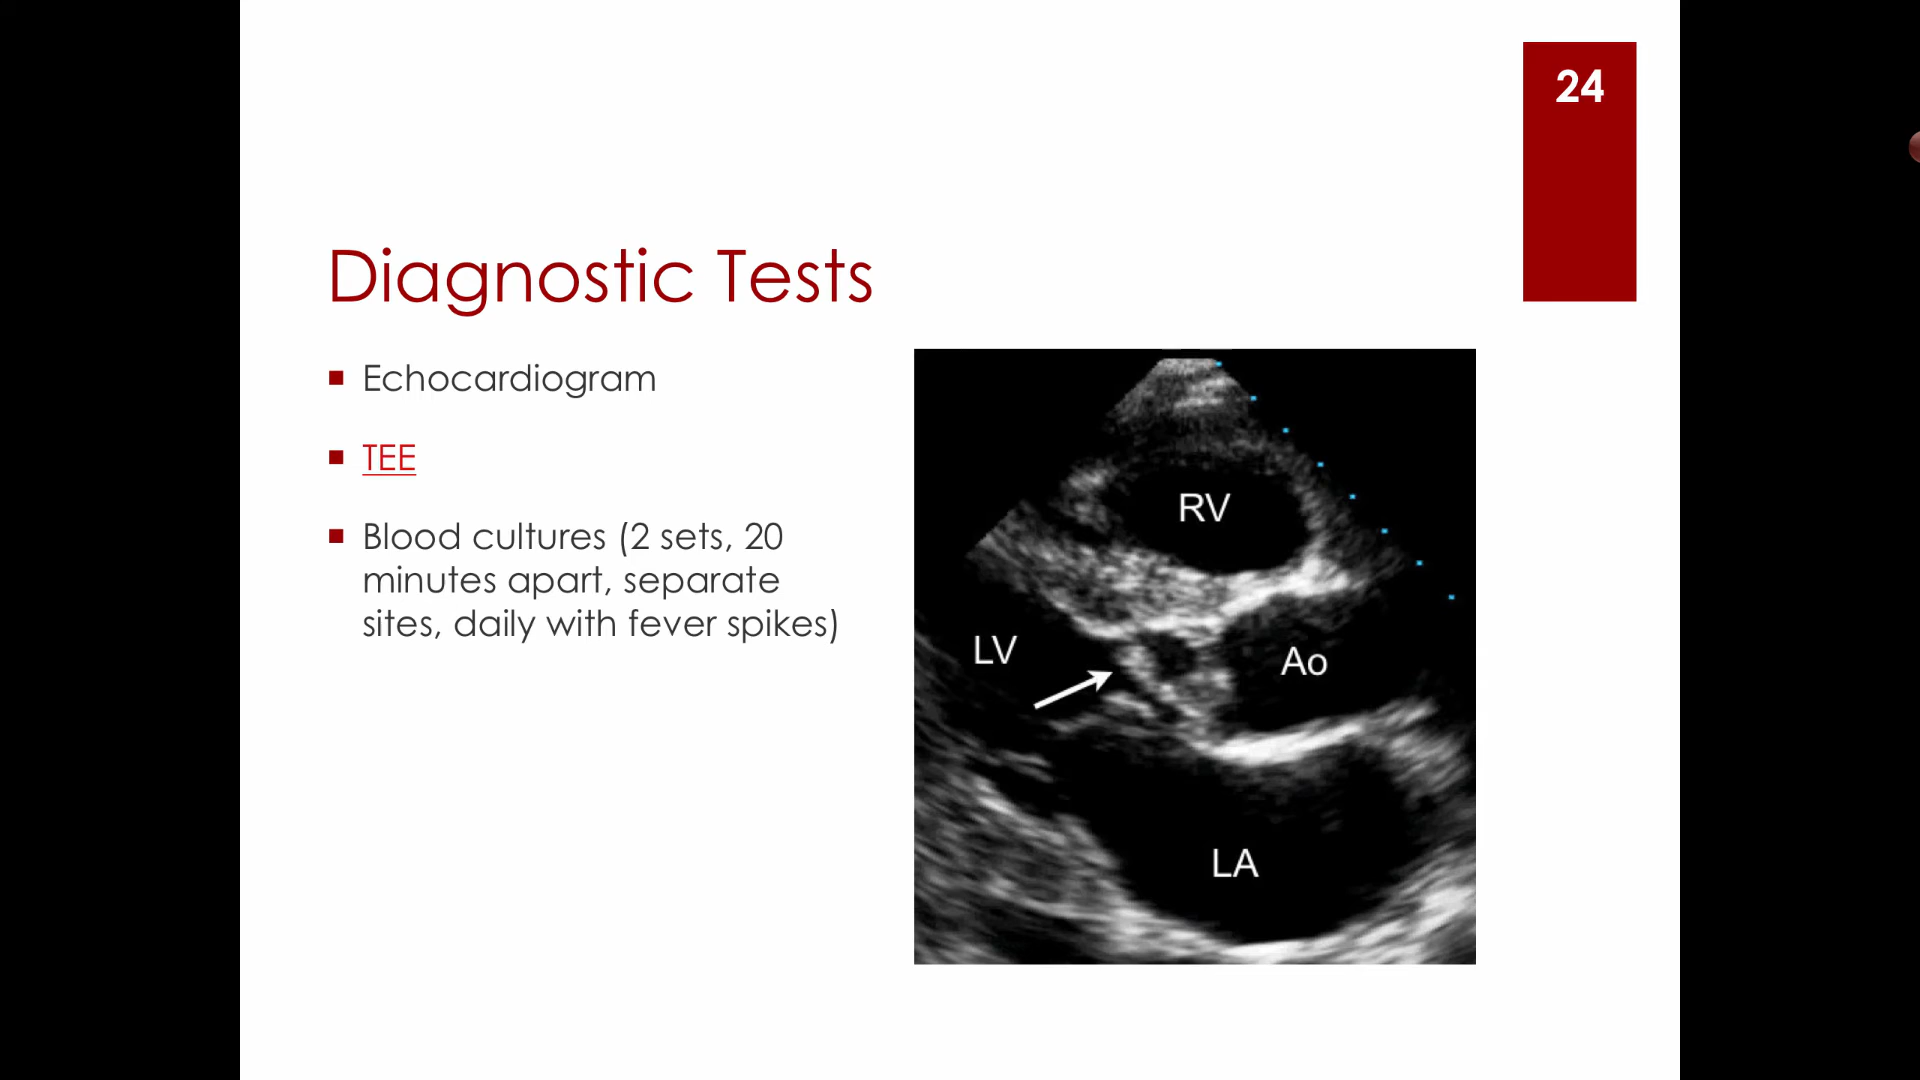 24
Diagnostic Tests
Echocardiogram
TEE
Blood cultures (2 sets, 20
minutes apart, separate
sites, daily with fever spikes)
RV
LV
Ao
LA